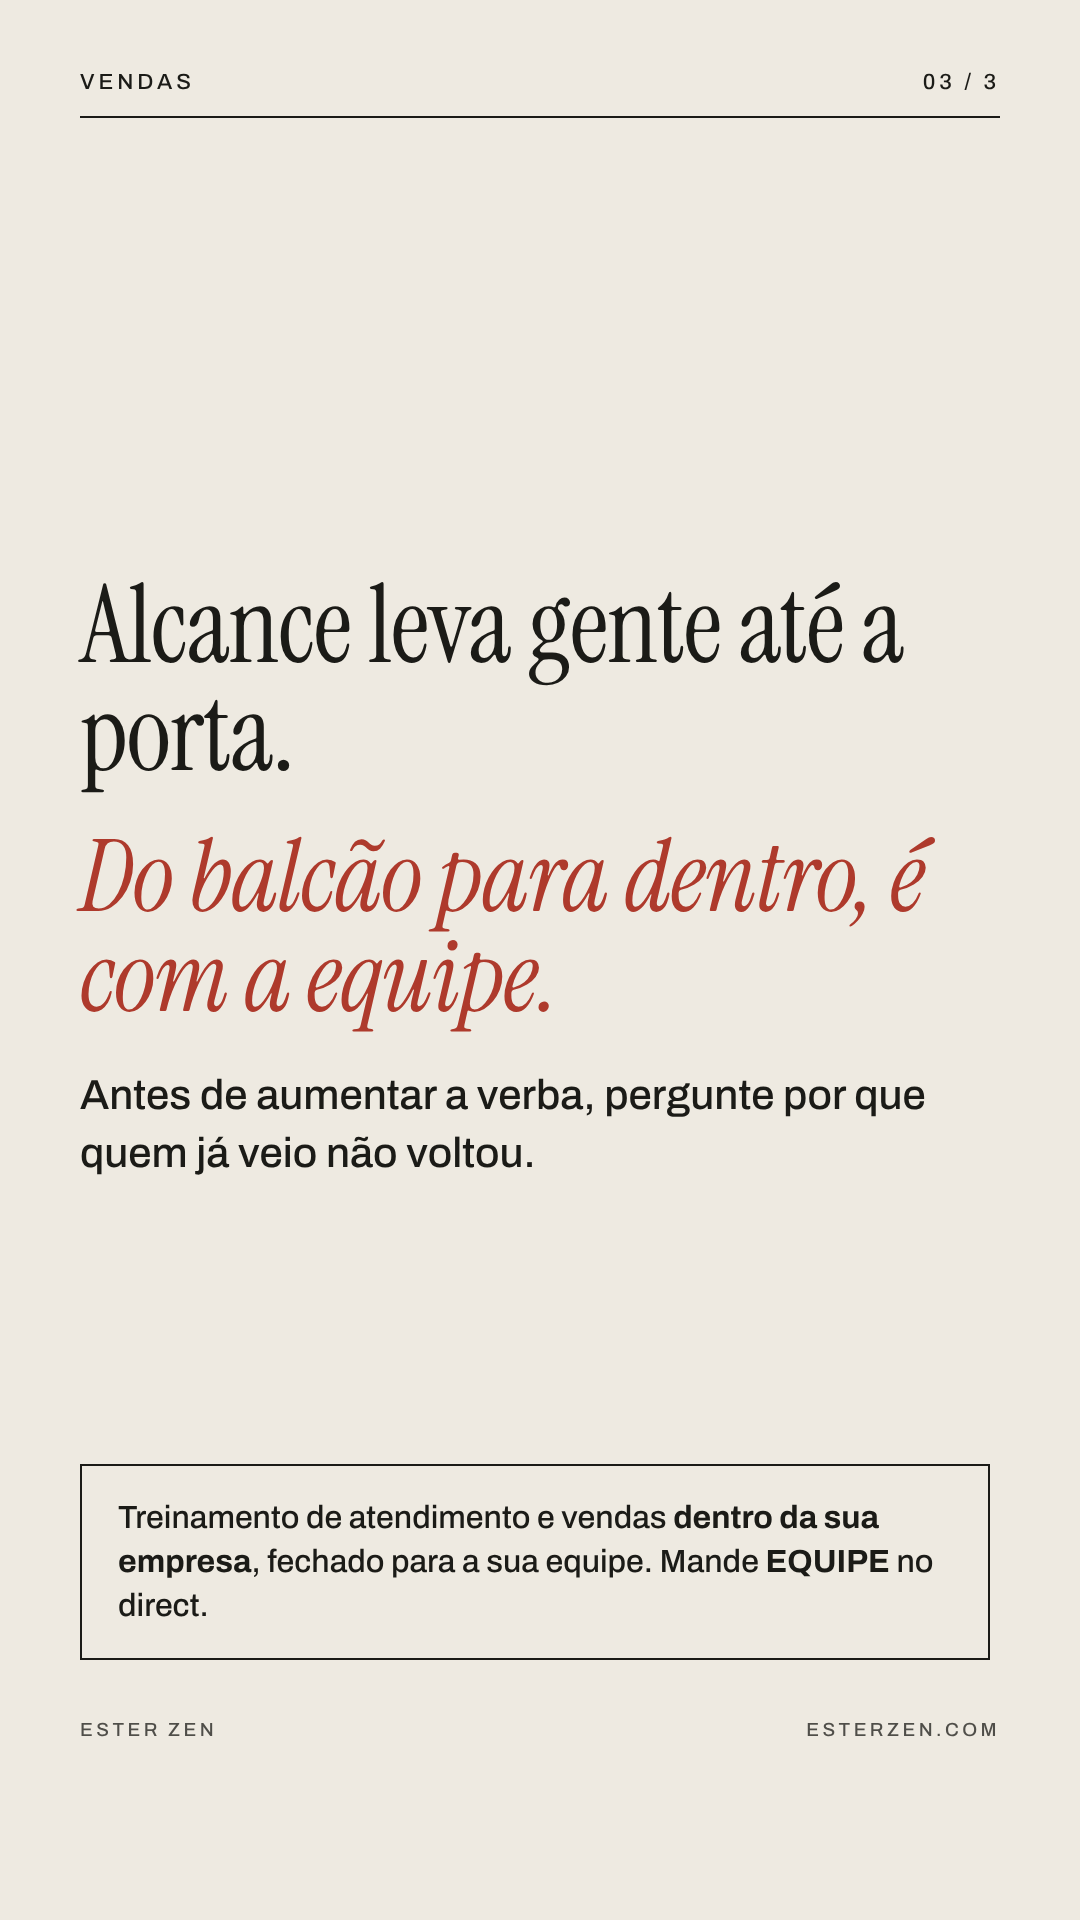 VENDAS
03 / 3
Alcance leva gente até a
porta.
Do balcão para dentro, é
com a equipe.
Antes de aumentar a verba, pergunte por que
quem já veio não voltou.
Treinamento de atendimento e vendas dentro da sua
empresa, fechado para a sua equipe. Mande EQUIPE no
direct.
ESTER ZEN
ESTERZEN.COM